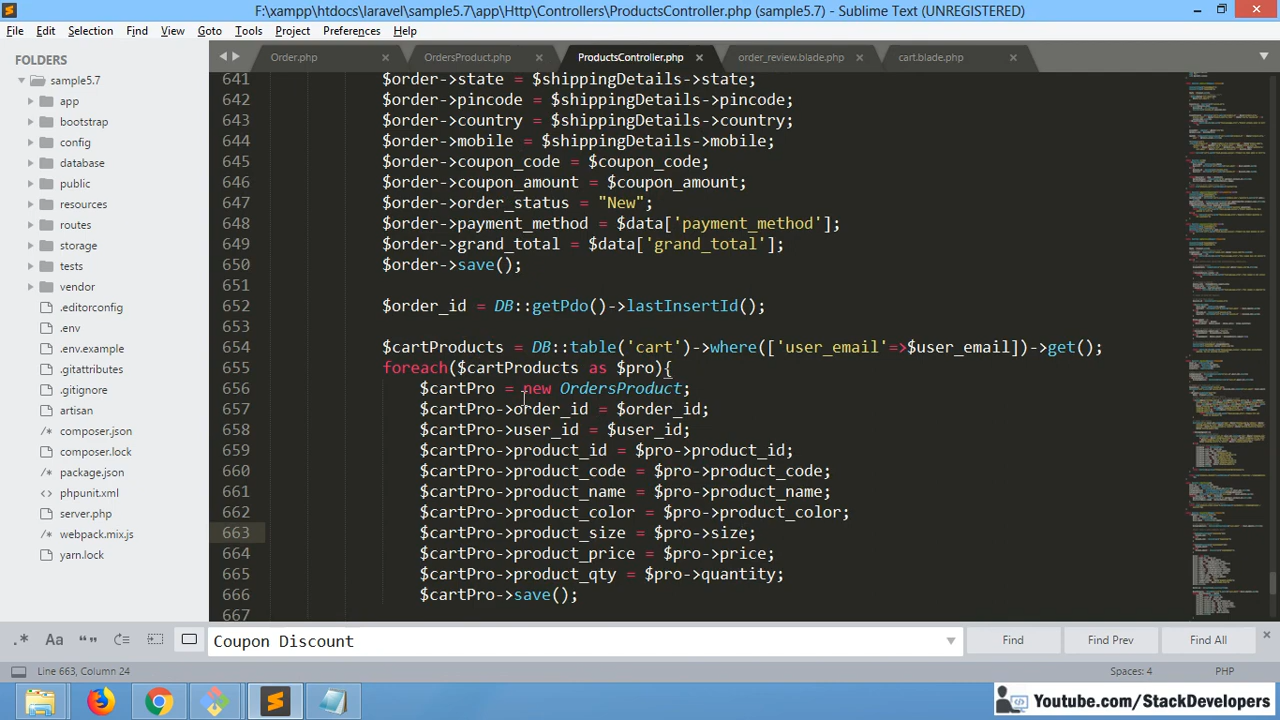 F:\xampp\htdocs\laravel\sample5.7\app\Http\Controllers\ProductsController.php (sample5.7) - Sublime Text (UNREGISTERED)
File Edit Selection Find View Goto Tools Project Preferences Help
FOLDERS
sample5.7
app
bootstrap
config
database
public
resources
routes
storage
tests
vendor
.editorconfig
.env
.env.example
.gitattributes
.gitignore
artisan
composer.json
composer.lock
package.json
phpunit.xml
server.php
webpack.mix.js
yarn.lock
Order.php OrdersProduct.php ProductsController.php order_review.blade.php cart.blade.php
641 $order->state = $shippingDetails->state;
642 $order->pincode = $shippingDetails->pincode;
643 $order->country = $shippingDetails->country;
644 $order->mobile = $shippingDetails->mobile;
645 $order->coupon_code = $coupon_code;
646 $order->coupon_amount = $coupon_amount;
647 $order->order_status = "New";
648 $order->payment_method = $data['payment_method'];
649 $order->grand_total = $data['grand_total'];
650 $order->save();
651
652 $order_id = DB::getPdo()->lastInsertId();
653
654 $cartProducts = DB::table('cart')->where(['user_email'=>$user_email])->get();
655 foreach($cartProducts as $pro){
656 $cartPro = new OrdersProduct;
657 $cartPro->order_id = $order_id;
658 $cartPro->user_id = $user_id;
659 $cartPro->product_id = $pro->product_id;
660 $cartPro->product_code = $pro->product_code;
661 $cartPro->product_name = $pro->product_name;
662 $cartPro->product_color = $pro->product_color;
663 $cartPro->product_size = $pro->size;
664 $cartPro->product_price = $pro->price;
665 $cartPro->product_qty = $pro->quantity;
666 $cartPro->save();
667
.* Aa Coupon Discount Find Find Prev Find All
Line 663, Column 24 Spaces: 4 PHP
Youtube.com/StackDevelopers